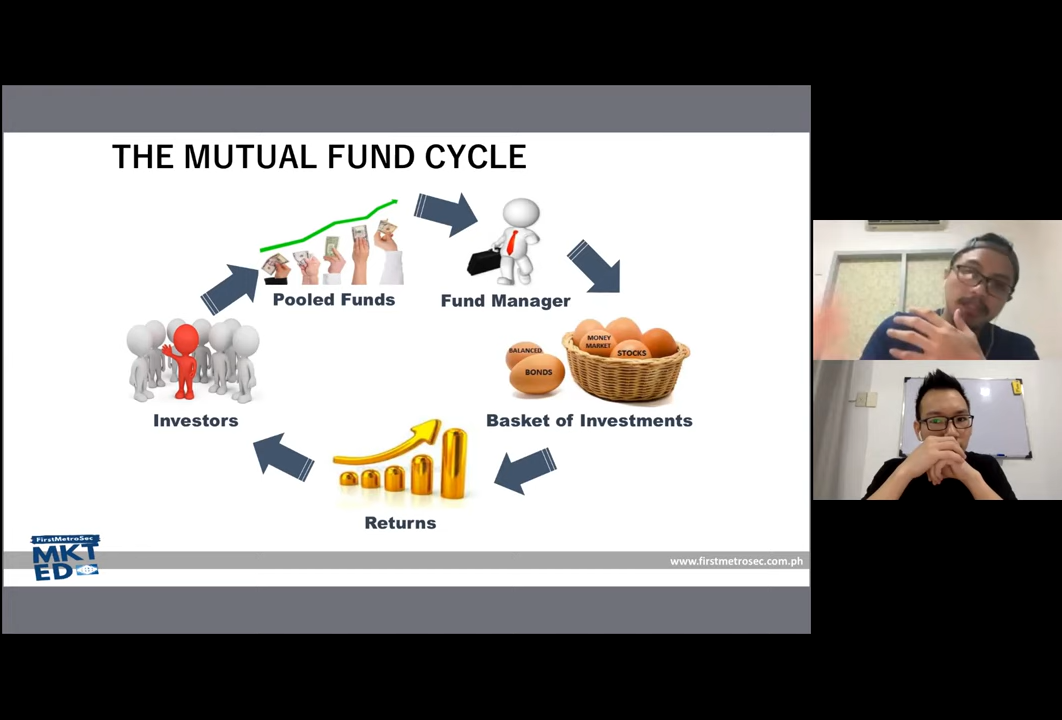 THE MUTUAL FUND CYCLE
Pooled Funds
Fund Manager
BALANCED
BONDS
MONEY
MARKET
STOCKS
Investors
Basket of Investments
Returns
FirstMetroSec
MKT
ED
www.firstmetrosec.com.ph